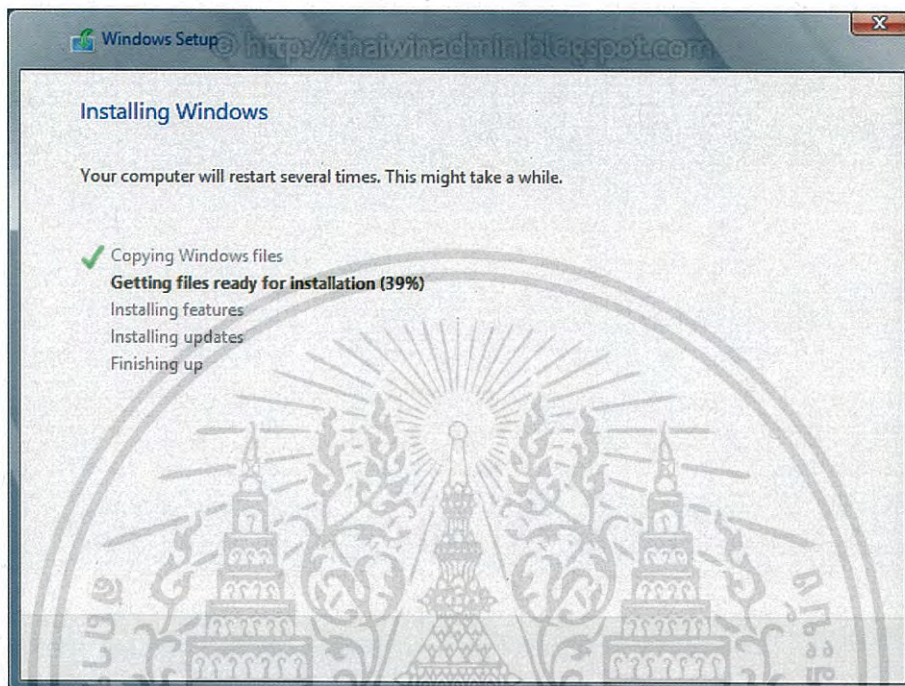 Windows Setup
© http://thaiwinadmin.blogspot.com
Installing Windows
Your computer will restart several times. This might take a while.
Copying Windows files
Getting files ready for installation (39%)
Installing features
Installing updates
Finishing up